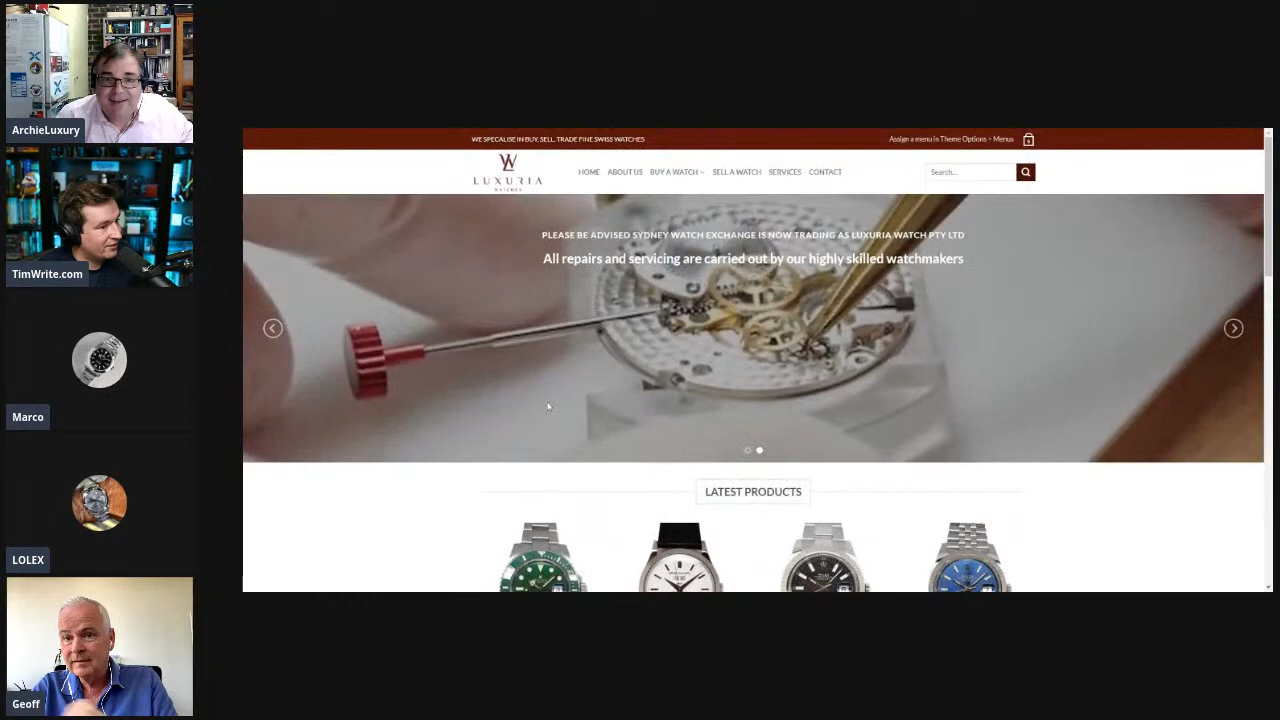 ArchieLuxury
TimWrite.com
Marco
LOLEX
Geoff
WE SPECALISE IN BUY, SELL, TRADE FINE SWISS WATCHES
Assign a menu in Theme Options > Menus
LUXURIA
WATCHES
HOME ABOUT US BUY A WATCH SELL A WATCH SERVICES CONTACT
Search...
PLEASE BE ADVISED SYDNEY WATCH EXCHANGE IS NOW TRADING AS LUXURIA WATCH PTY LTD
All repairs and servicing are carried out by our highly skilled watchmakers
LATEST PRODUCTS